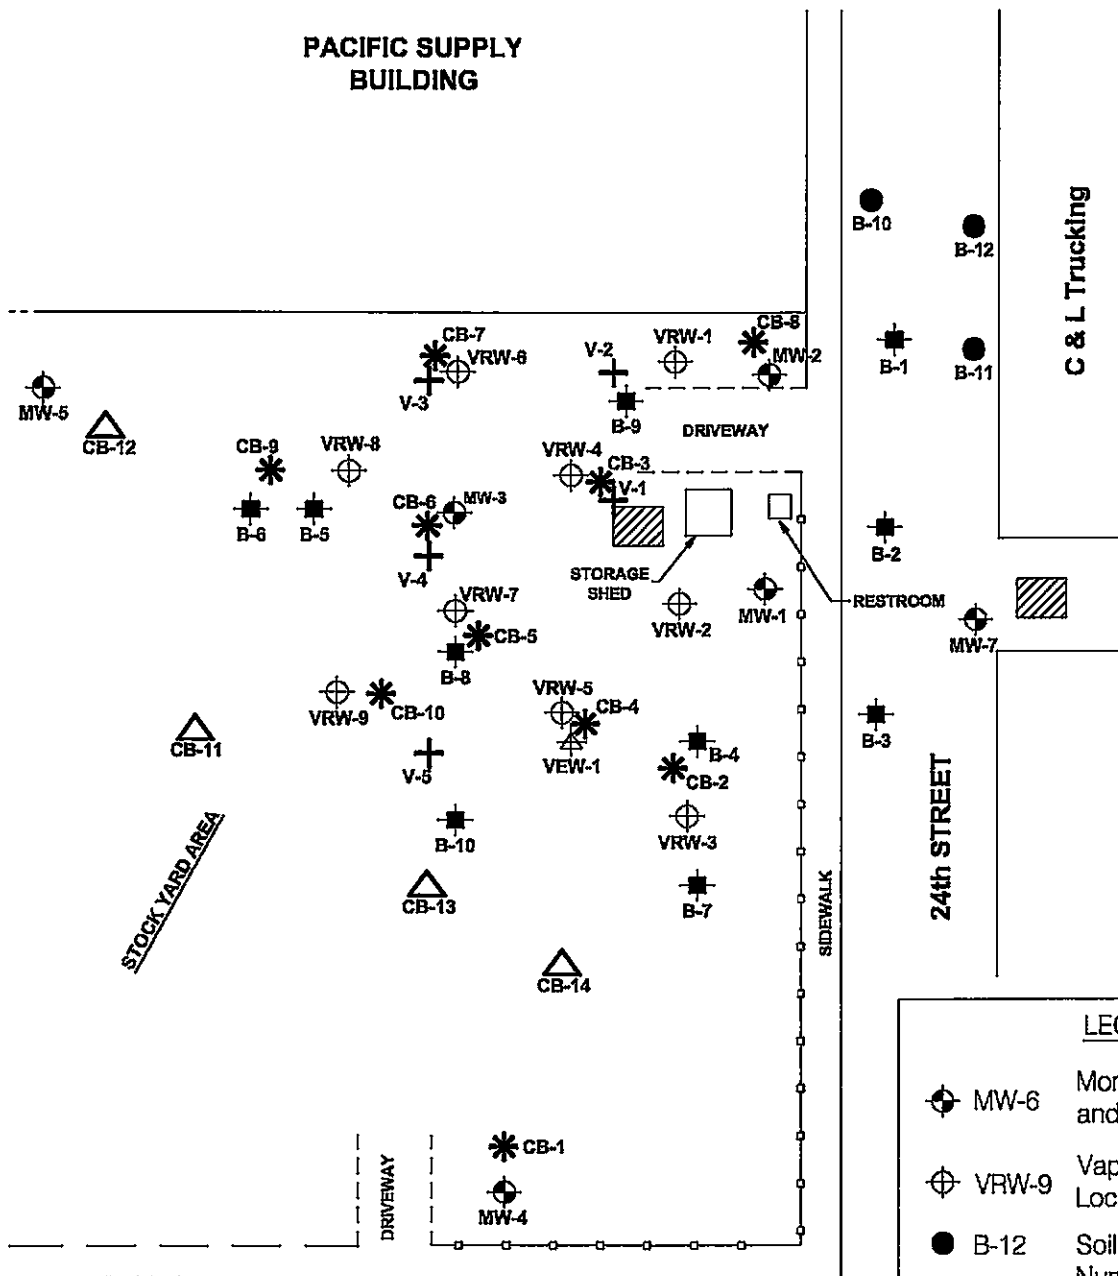 PACIFIC SUPPLY
BUILDING
B-10
B-12
C & L Trucking
CB-7
VRW-6
V-3
V-2
VRW-1
CB-8
MW-2
B-1
B-11
MW-5
CB-12
B-9
DRIVEWAY
CB-9
VRW-8
VRW-4
CB-3
V-1
CB-6
MW-3
B-6
B-5
V-4
B-2
STORAGE
SHED
RESTROOM
VRW-7
CB-5
B-8
VRW-2
MW-1
MW-7
VRW-9
CB-10
VRW-5
CB-4
VEW-1
B-4
CB-2
B-3
CB-11
V-5
B-10
VRW-3
STOCK YARD AREA
CB-13
B-7
SIDEWALK
24th STREET
CB-14
CB-1
MW-4
DRIVEWAY
MW-6
and
VRW-9
B-12
Soil